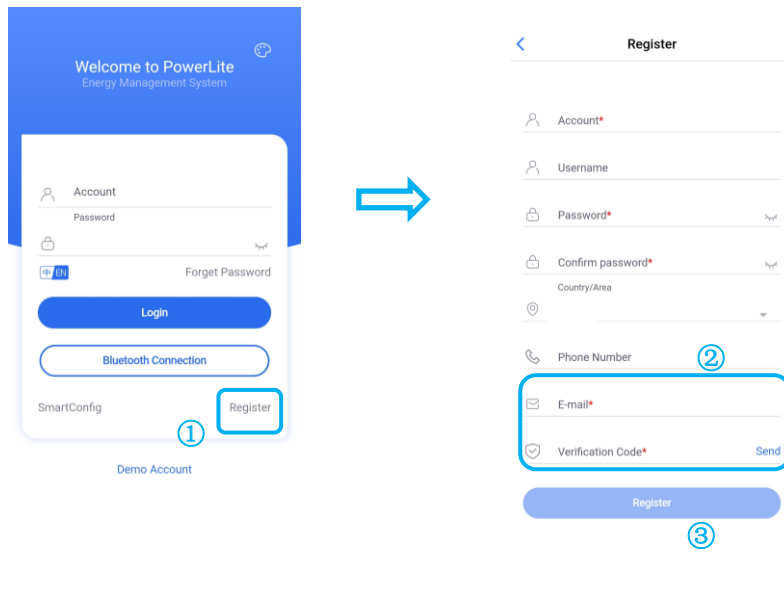 Welcome to PowerLite
Energy Management System
Account
Password
中 EN
Forget Password
Login
Bluetooth Connection
SmartConfig
Register
①
Demo Account
Register
Account*
Username
Password*
Confirm password*
Country/Area
Phone Number
②
E-mail*
Verification Code*
Send
Register
③